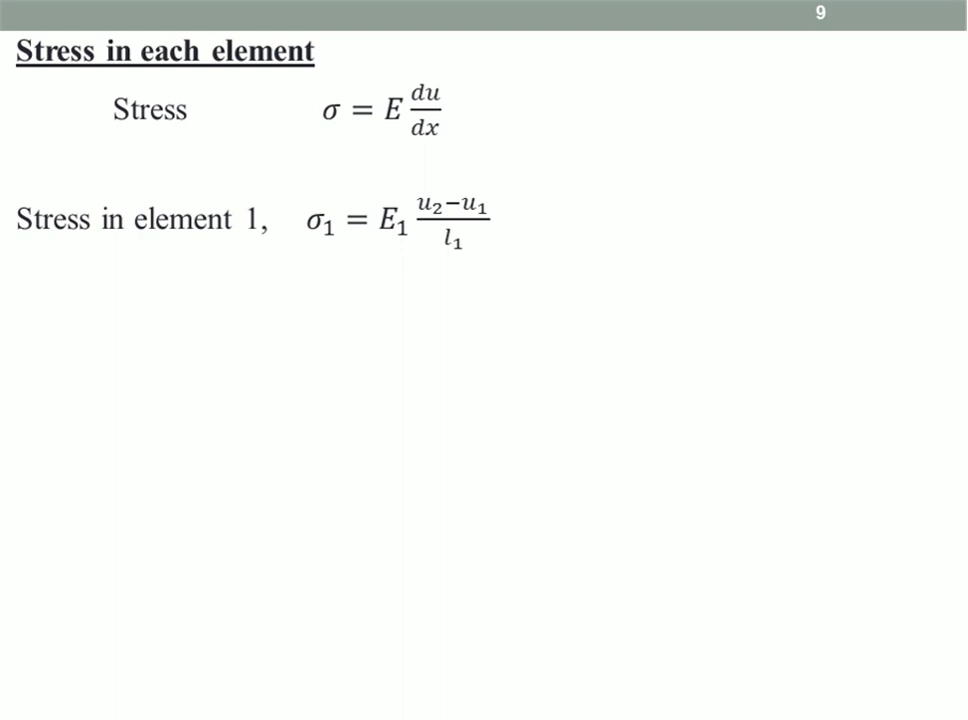 9
Stress in each element
Stress σ = E du/dx
Stress in element 1, σ₁ = E₁ u₂−u₁/l₁